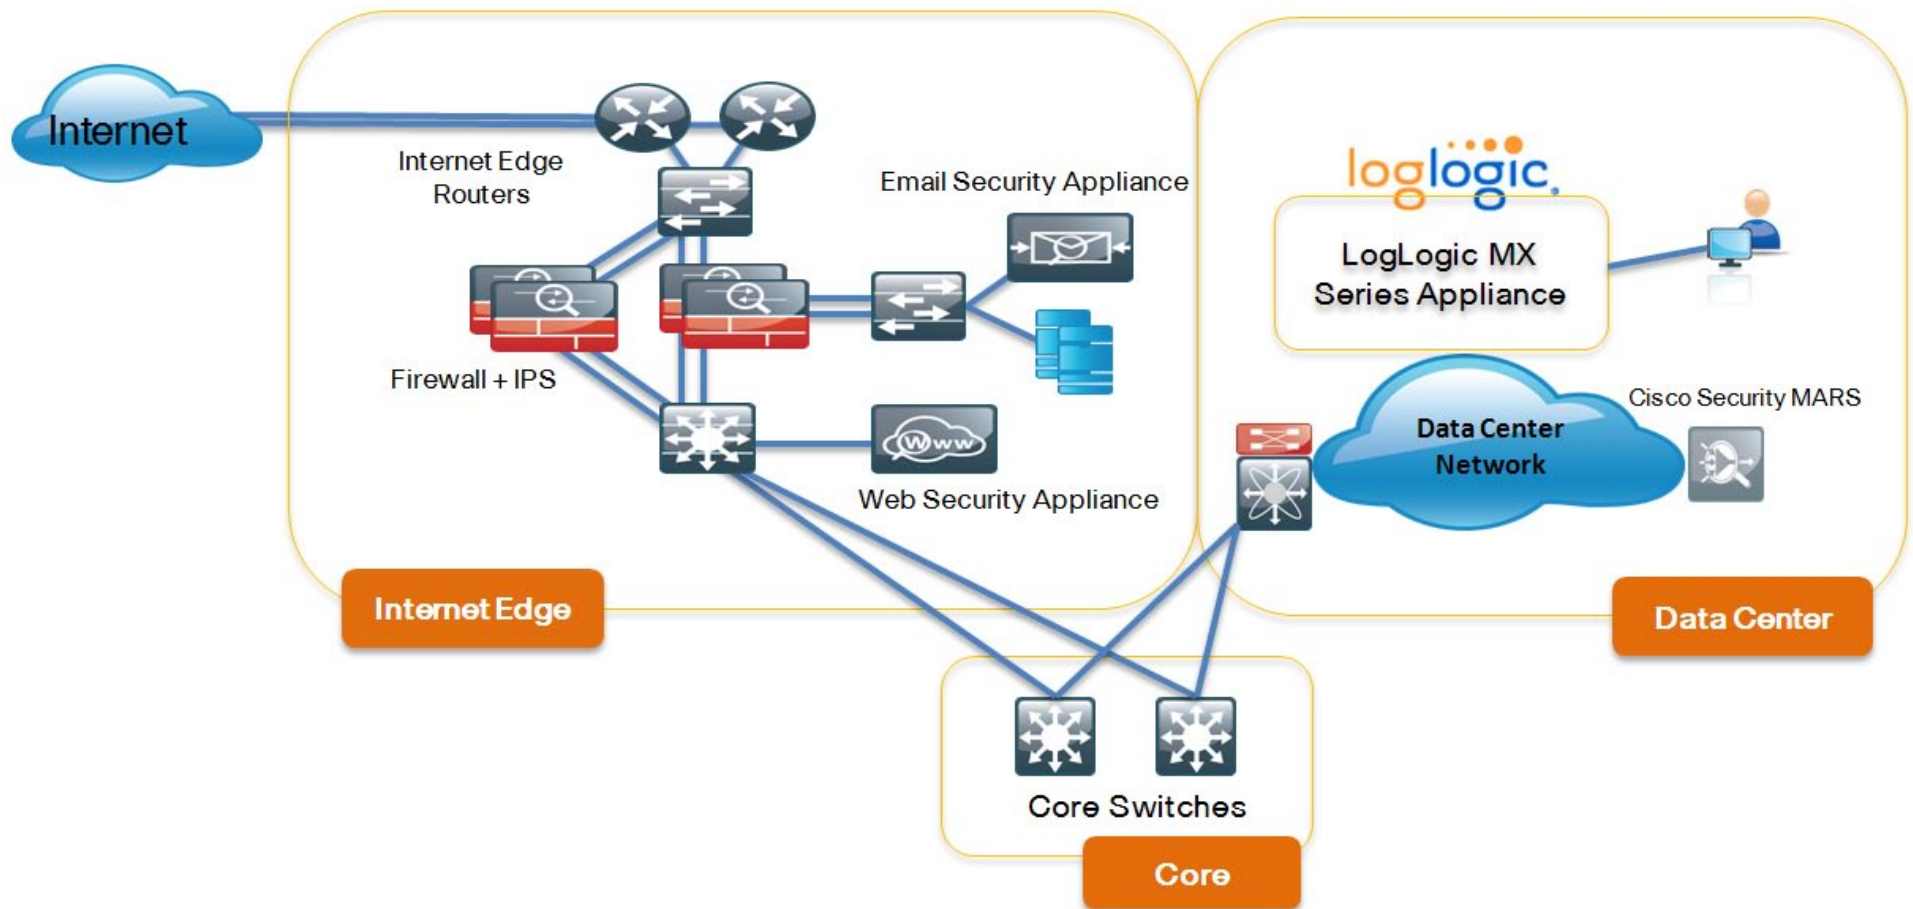 Internet
Internet Edge
Routers
Email Security Appliance
Firewall + IPS
Www
Web Security Appliance
Internet Edge
loglogic.
LogLogic MX
Series Appliance
Cisco Security MARS
Data Center
Network
Data Center
Core Switches
Core